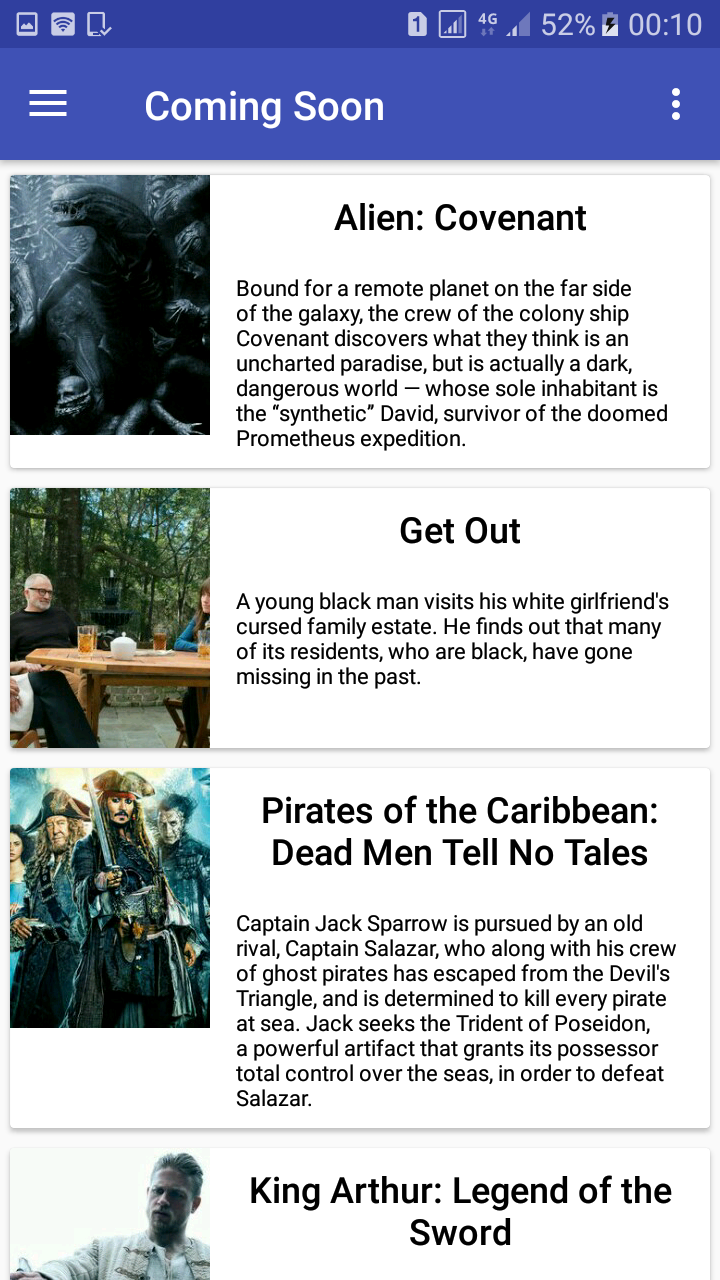 1 4G 52% 00:10
Coming Soon
Alien: Covenant
Bound for a remote planet on the far side
of the galaxy, the crew of the colony ship
Covenant discovers what they think is an
uncharted paradise, but is actually a dark,
dangerous world — whose sole inhabitant is
the “synthetic” David, survivor of the doomed
Prometheus expedition.
Get Out
A young black man visits his white girlfriend's
cursed family estate. He finds out that many
of its residents, who are black, have gone
missing in the past.
Pirates of the Caribbean:
Dead Men Tell No Tales
Captain Jack Sparrow is pursued by an old
rival, Captain Salazar, who along with his crew
of ghost pirates has escaped from the Devil's
Triangle, and is determined to kill every pirate
at sea. Jack seeks the Trident of Poseidon,
a powerful artifact that grants its possessor
total control over the seas, in order to defeat
Salazar.
King Arthur: Legend of the
Sword